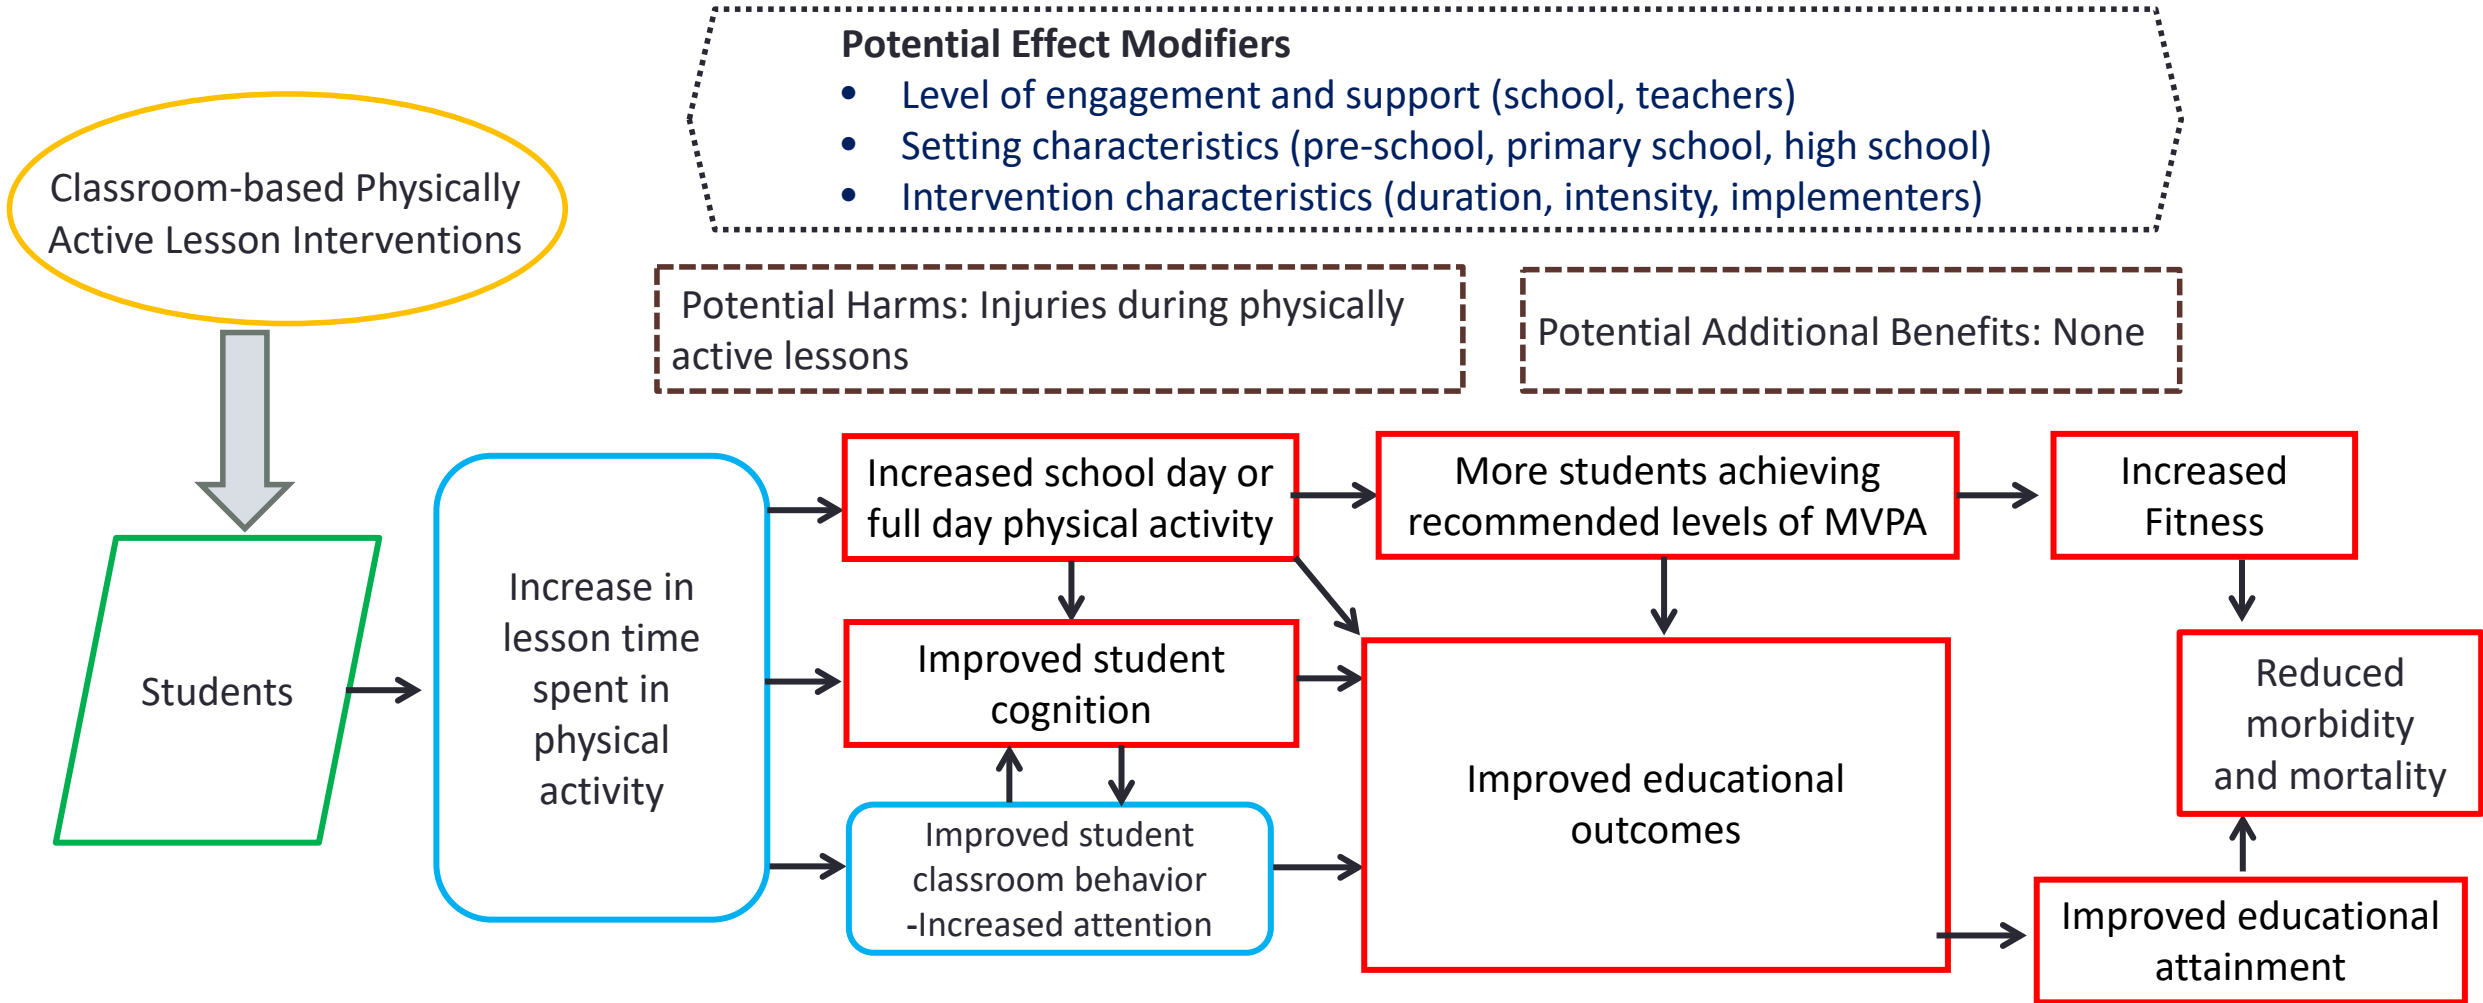 Potential Effect Modifiers
• Level of engagement and support (school, teachers)
• Setting characteristics (pre-school, primary school, high school)
• Intervention characteristics (duration, intensity, implementers)
Classroom-based Physically
Active Lesson Interventions
Potential Harms: Injuries during physically
active lessons
Potential Additional Benefits: None
Students
Increase in
lesson time
spent in
physical
activity
Increased school day or
full day physical activity
More students achieving
recommended levels of MVPA
Increased
Fitness
Improved student
cognition
Improved student
classroom behavior
-Increased attention
Improved educational
outcomes
Reduced
morbidity
and mortality
Improved educational
attainment